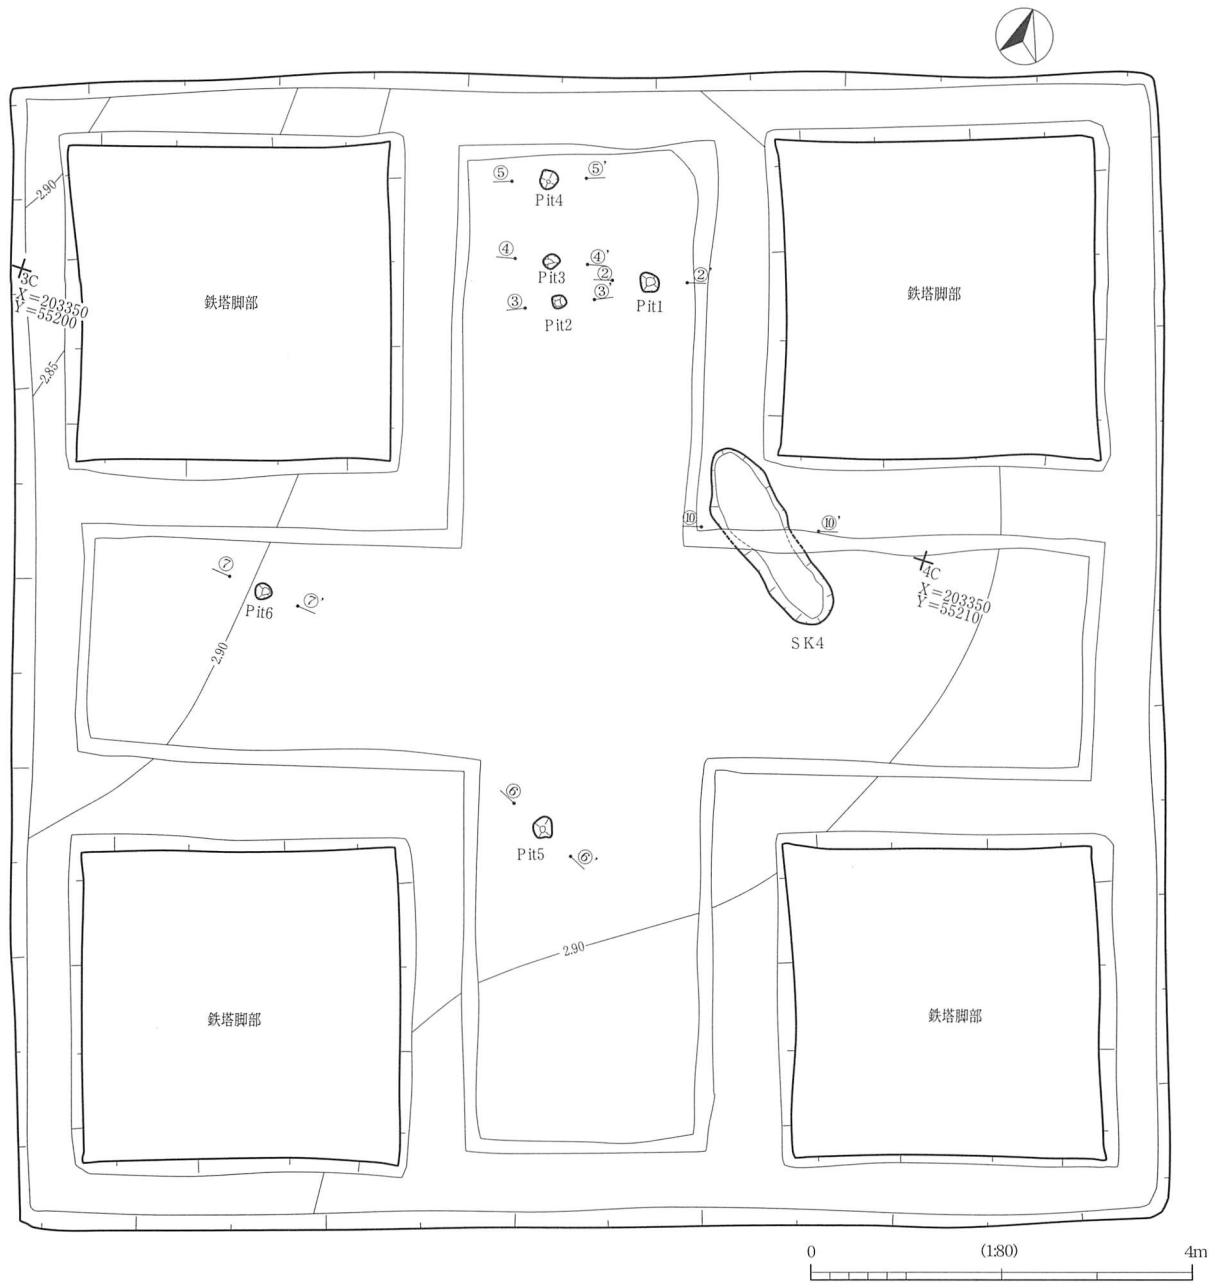 ⑤ ⑤'
Pit4
2.90
④ ④'
Pit3
② ②'
Pit1
③ ③'
Pit2
3C
X=203350
Y=55200
鉄塔脚部
鉄塔脚部
2.85
⑩ ⑩'
4C
X=203350
Y=55210
⑦ ⑦'
Pit6
SK4
2.90
⑥ ⑥'
Pit5
2.90
鉄塔脚部
鉄塔脚部
0 (1:80) 4m